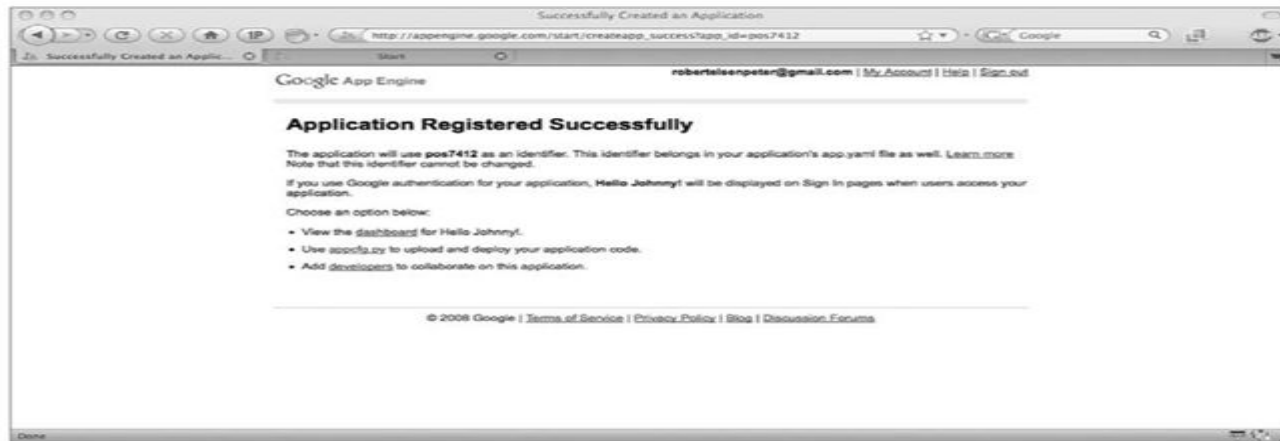 Successfully Created an Application
1P
http://appengine.google.com/start/createapp_success?app_id=pos7412
Google
Successfully Created an Applic...
Start
Google App Engine
robertelsenpeter@gmail.com | My Account | Help | Sign out
Application Registered Successfully
The application will use pos7412 as an identifier. This identifier belongs in your application's app.yaml file as well. Learn more
Note that this identifier cannot be changed.
If you use Google authentication for your application, Hello Johnny! will be displayed on Sign In pages when users access your
application.
Choose an option below:
• View the dashboard for Hello Johnny!.
• Use appcfg.py to upload and deploy your application code.
• Add developers to collaborate on this application.
© 2008 Google | Terms of Service | Privacy Policy | Blog | Discussion Forums
Done